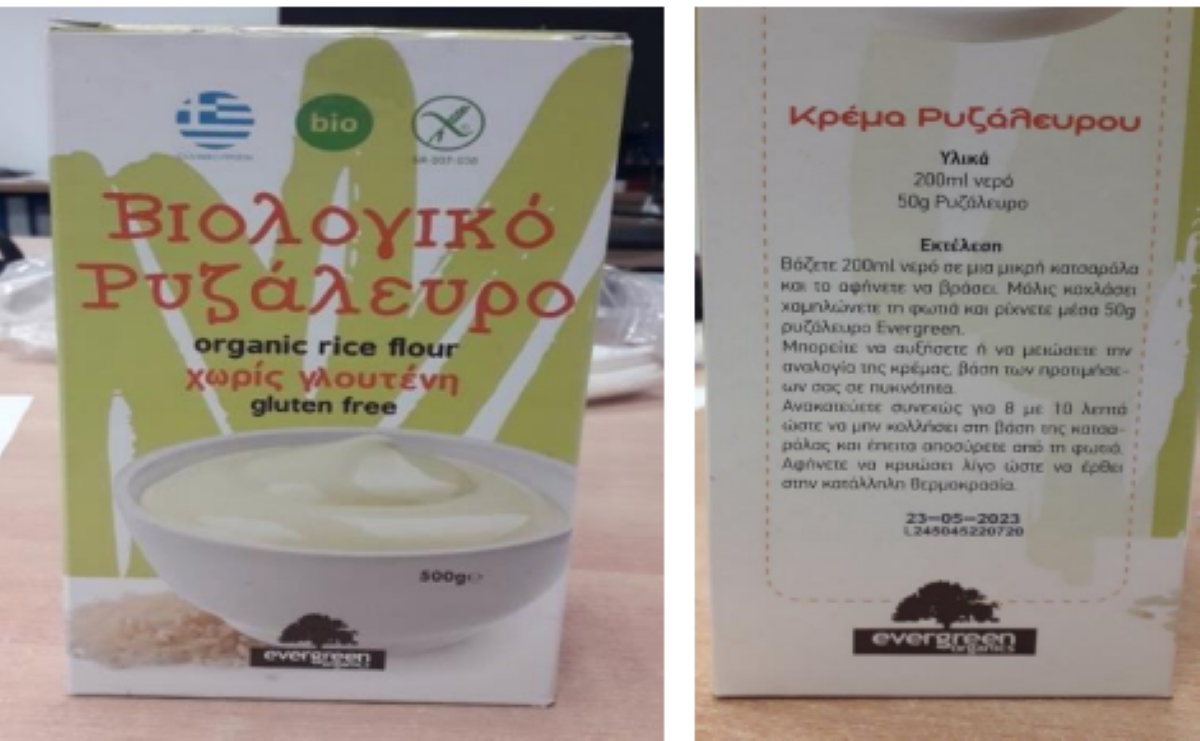 bio
Βιολογικό
Ρυζάλευρο
organic rice flour
χωρίς γλουτένη
gluten free
500g℮
evergreen
organics
Κρέμα Ρυζάλευρου
Υλικά
200ml νερό
50g Ρυζάλευρο
Εκτέλεση
Βάζετε 200ml νερό σε μια μικρή κατσαρόλα
και το αφήνετε να βράσει. Μόλις κοχλάσει
χαμηλώνετε τη φωτιά και ρίχνετε μέσα 50g
ρυζάλευρο Evergreen.
Μπορείτε να αυξήσετε ή να μειώσετε την
αναλογία της κρέμας, βάση των προτιμήσε-
ων σας σε πυκνότητα.
Ανακατεύετε συνεχώς για 8 με 10 λεπτά
ώστε να μην κολλήσει στη βάση της κατσα-
ρόλας και έπειτα αποσύρετε από τη φωτιά.
Αφήνετε να κρυώσει λίγο ώστε να έρθει
στην κατάλληλη θερμοκρασία.
23-05-2023
L245045220720
evergreen
organics